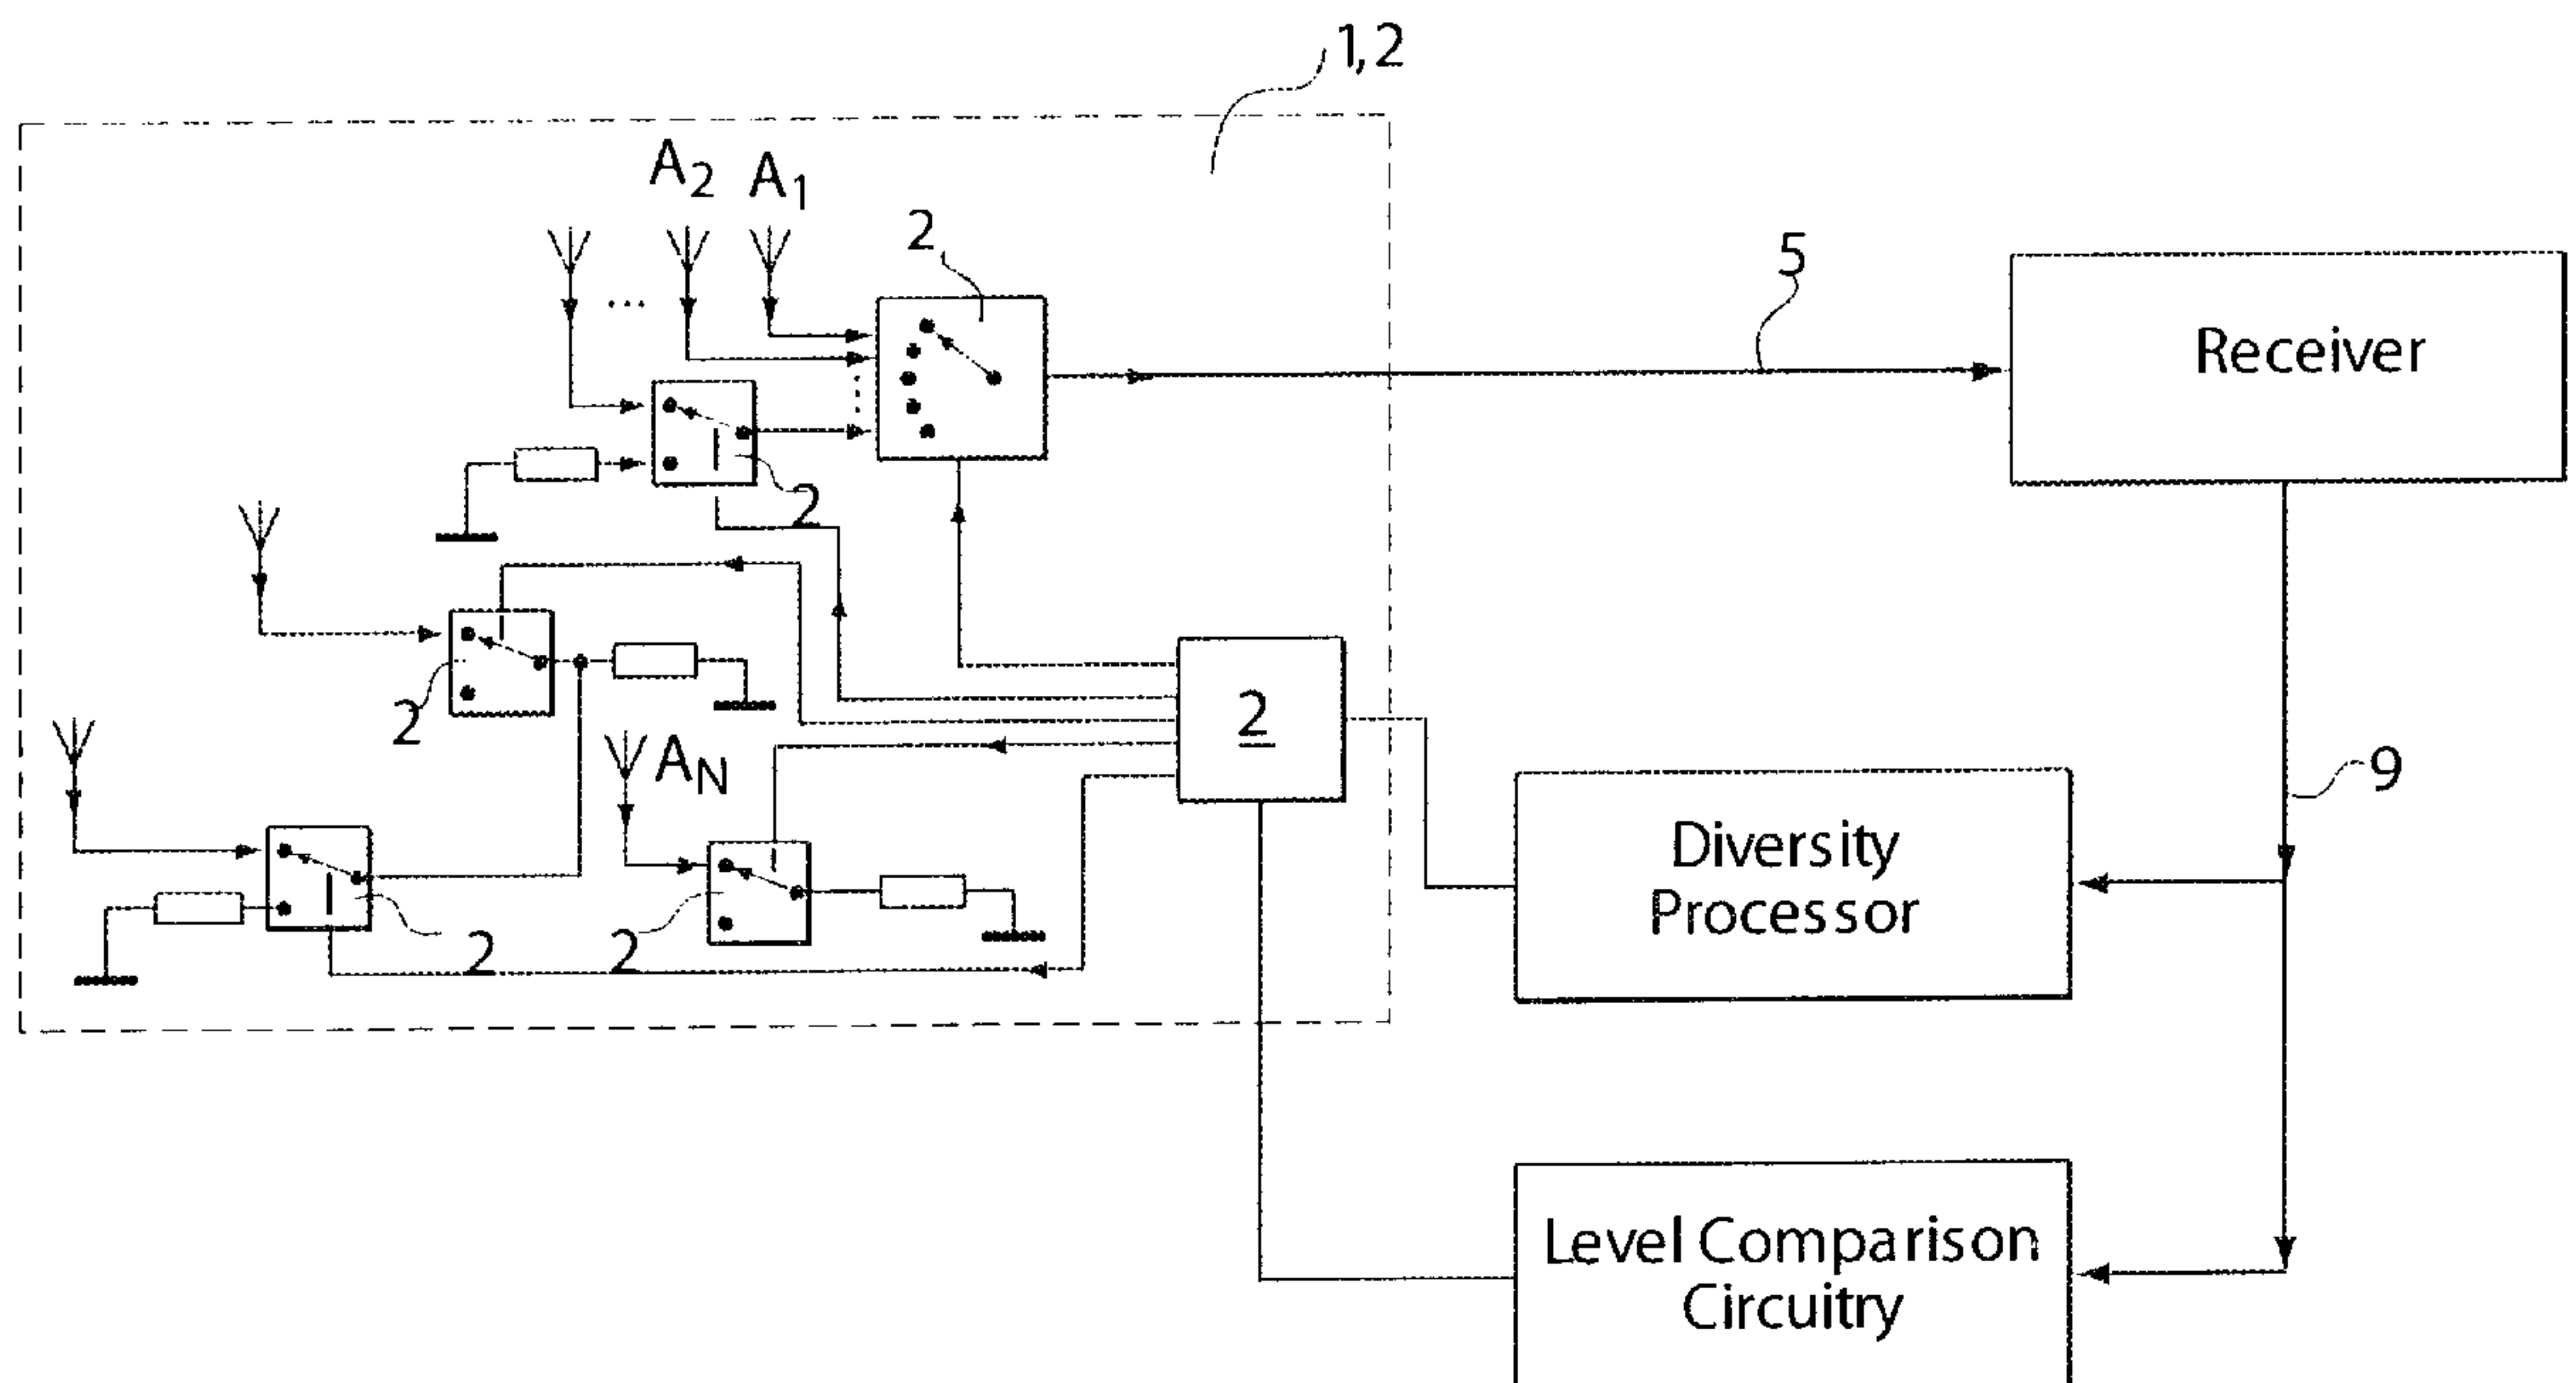 1,2
A2 A1
2
5
Receiver
2
2
2
AN
9
Diversity
Processor
2
2
Level Comparison
Circuitry